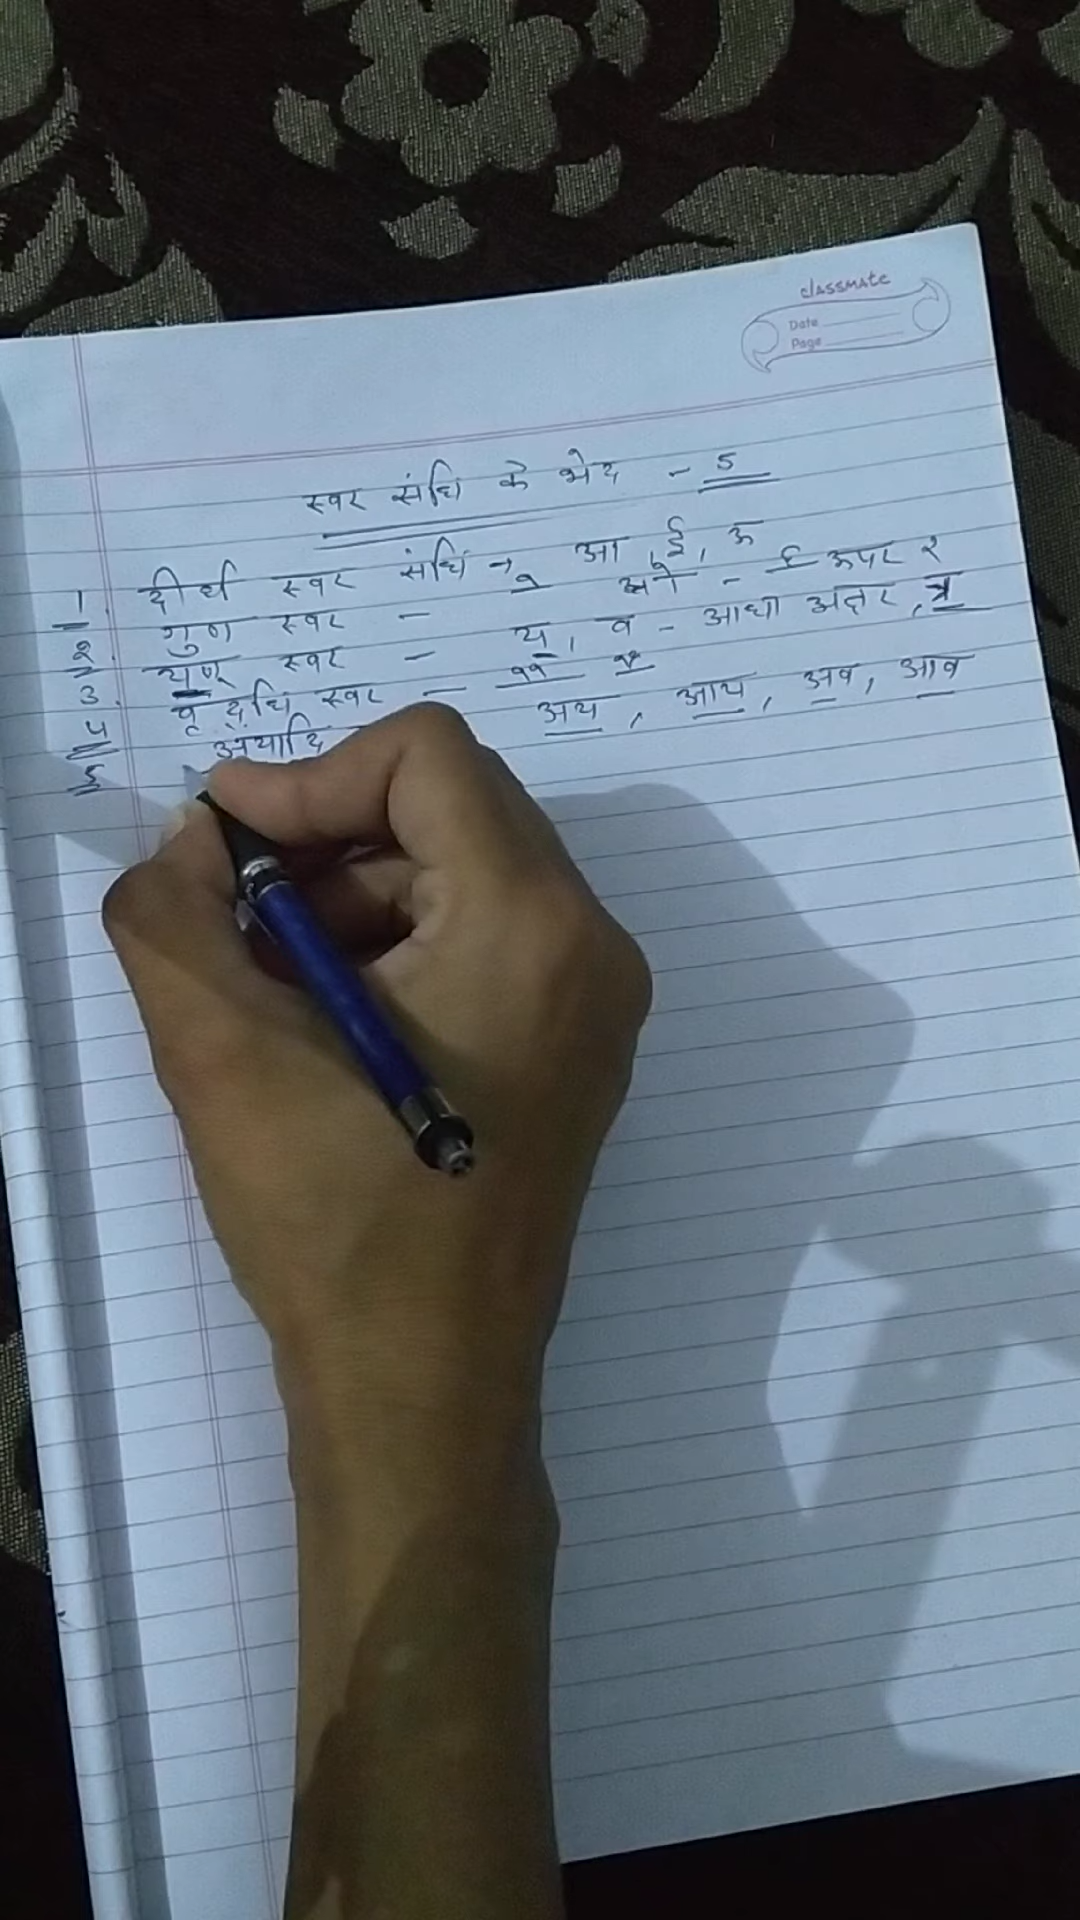 classmate
Date
Page
स्वर संधि के भेद - 5
1. दीर्घ स्वर संधि → आ, ई, ऊ
2. गुण स्वर - ऊपर र
3. यण् स्वर - य, व - आधा अक्षर, त्र
4 वृद्धि स्वर -
5 अयादि अय, आय, अव, आव